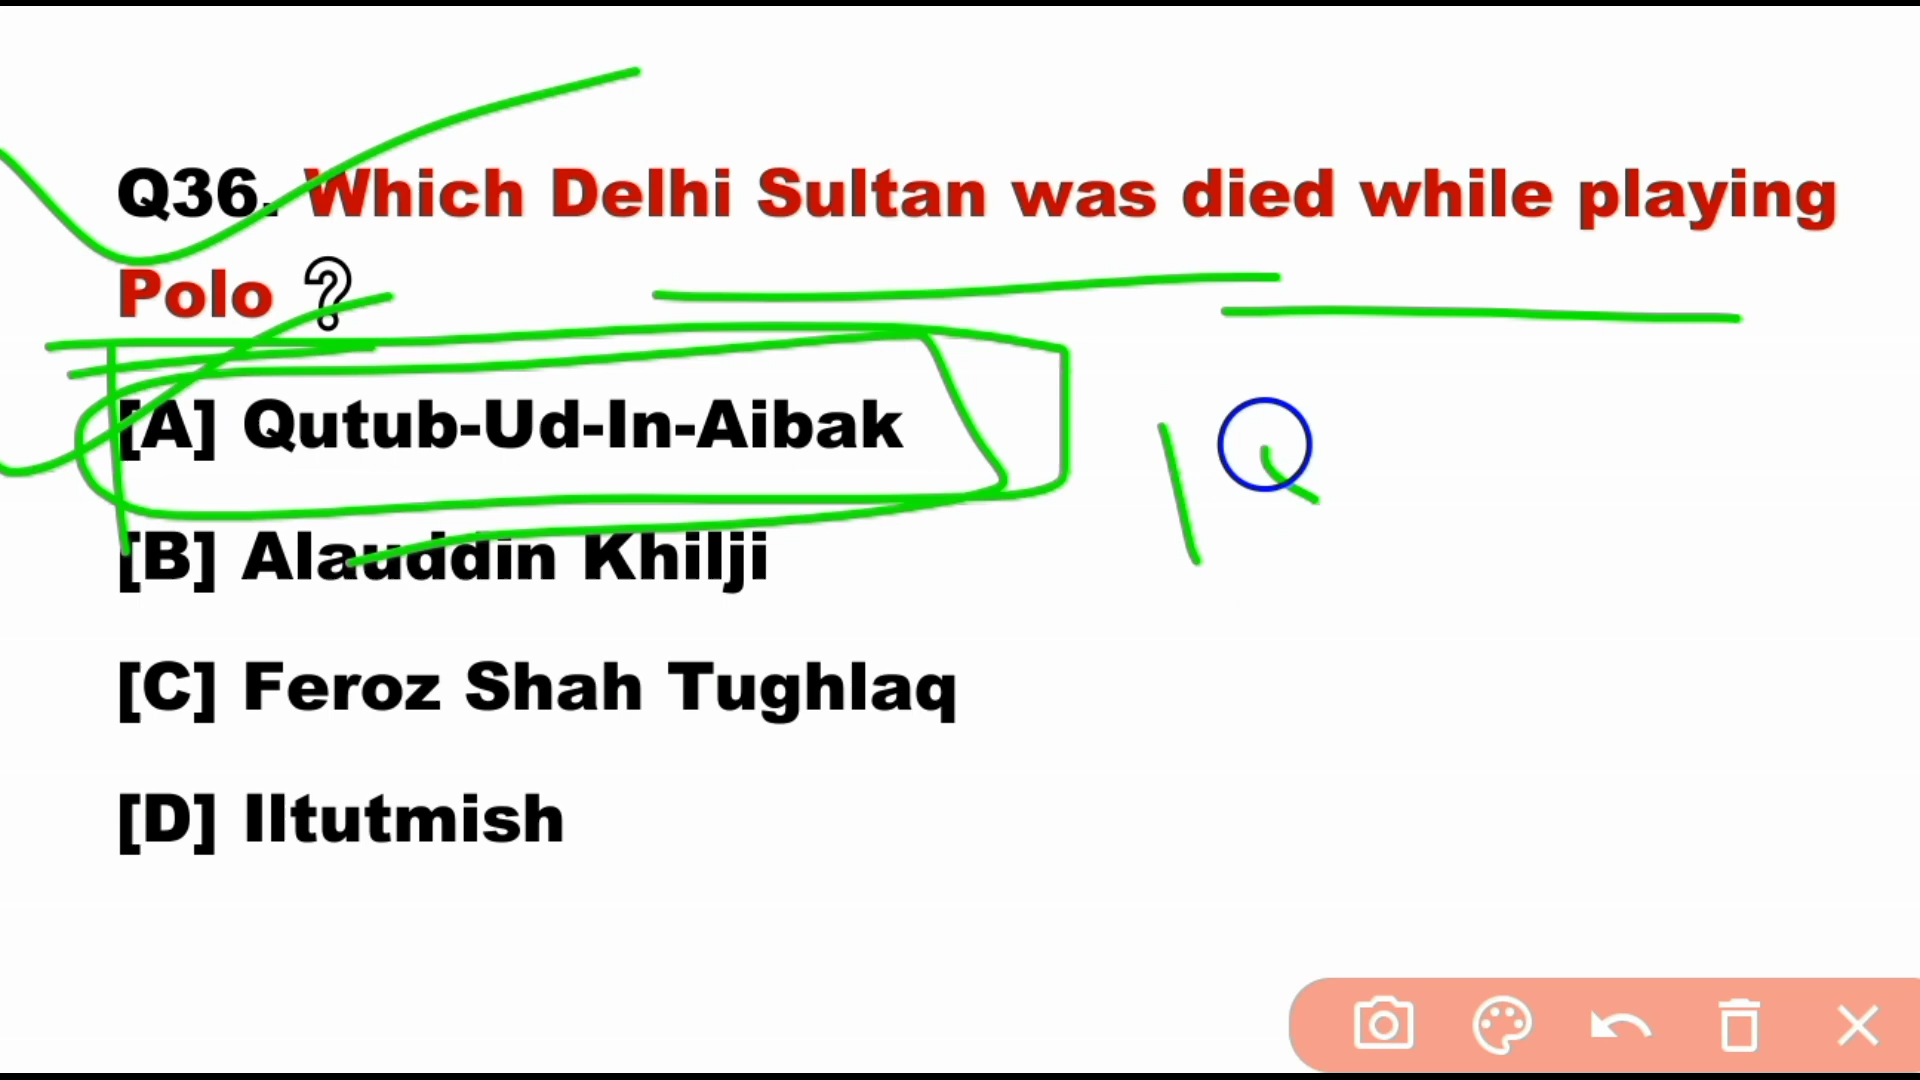 Q36. Which Delhi Sultan was died while playing
Polo ?
[A] Qutub-Ud-In-Aibak
[B] Alauddin Khilji
[C] Feroz Shah Tughlaq
[D] Iltutmish